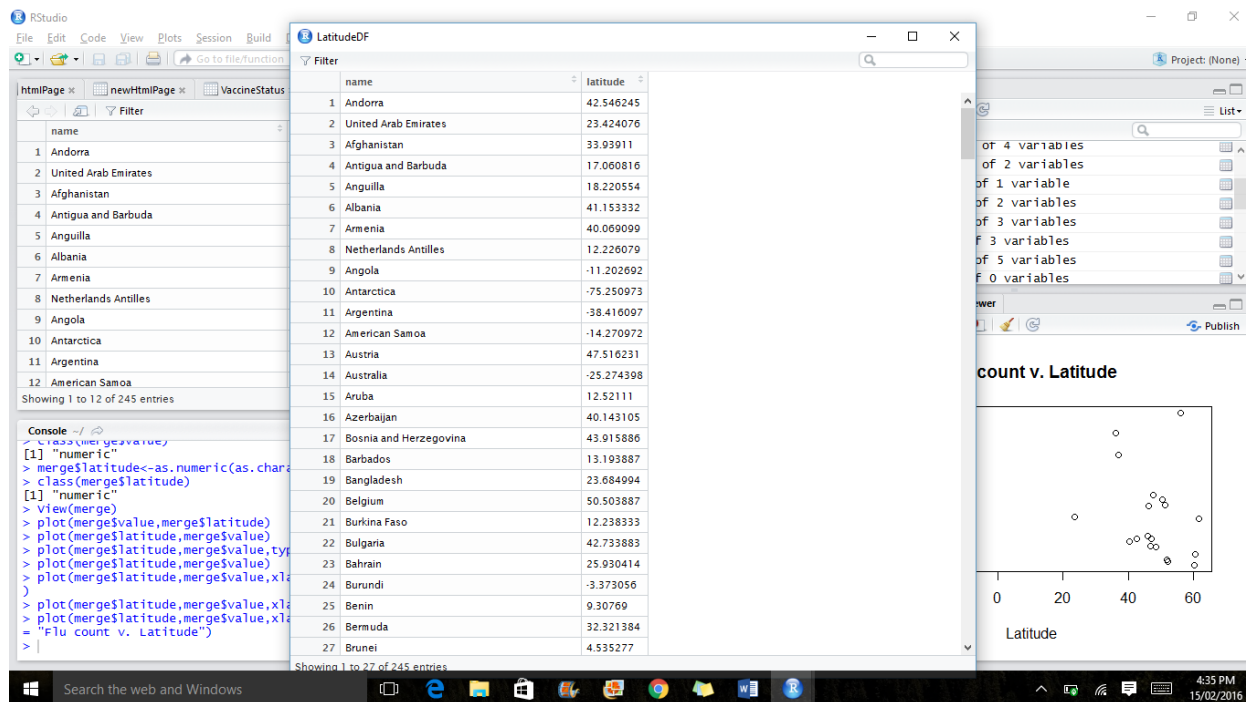 RStudio
File Edit Code View Plots Session Build
Go to file/function
Project: (None)
htmlPage × newHtmlPage × VaccineStatus
Filter
name
1 Andorra
2 United Arab Emirates
3 Afghanistan
4 Antigua and Barbuda
5 Anguilla
6 Albania
7 Armenia
8 Netherlands Antilles
9 Angola
10 Antarctica
11 Argentina
12 American Samoa
Showing 1 to 12 of 245 entries
Console ~/
> class(merge$value)
[1] "numeric"
> merge$latitude<-as.numeric(as.chara
> class(merge$latitude)
[1] "numeric"
> View(merge)
> plot(merge$value,merge$latitude)
> plot(merge$latitude,merge$value)
> plot(merge$latitude,merge$value,typ
> plot(merge$latitude,merge$value)
> plot(merge$latitude,merge$value,xla
)
> plot(merge$latitude,merge$value,xla
> plot(merge$latitude,merge$value,xla
= "Flu count v. Latitude")
>
LatitudeDF
Filter
name latitude
1 Andorra 42.546245
2 United Arab Emirates 23.424076
3 Afghanistan 33.93911
4 Antigua and Barbuda 17.060816
5 Anguilla 18.220554
6 Albania 41.153332
7 Armenia 40.069099
8 Netherlands Antilles 12.226079
9 Angola -11.202692
10 Antarctica -75.250973
11 Argentina -38.416097
12 American Samoa -14.270972
13 Austria 47.516231
14 Australia -25.274398
15 Aruba 12.52111
16 Azerbaijan 40.143105
17 Bosnia and Herzegovina 43.915886
18 Barbados 13.193887
19 Bangladesh 23.684994
20 Belgium 50.503887
21 Burkina Faso 12.238333
22 Bulgaria 42.733883
23 Bahrain 25.930414
24 Burundi -3.373056
25 Benin 9.30769
26 Bermuda 32.321384
27 Brunei 4.535277
Showing 1 to 27 of 245 entries
List
of 4 variables
of 2 variables
of 1 variable
of 2 variables
of 3 variables
f 3 variables
of 5 variables
f 0 variables
ewer
Publish
count v. Latitude
0 20 40 60
Latitude
Search the web and Windows
4:35 PM
15/02/2016